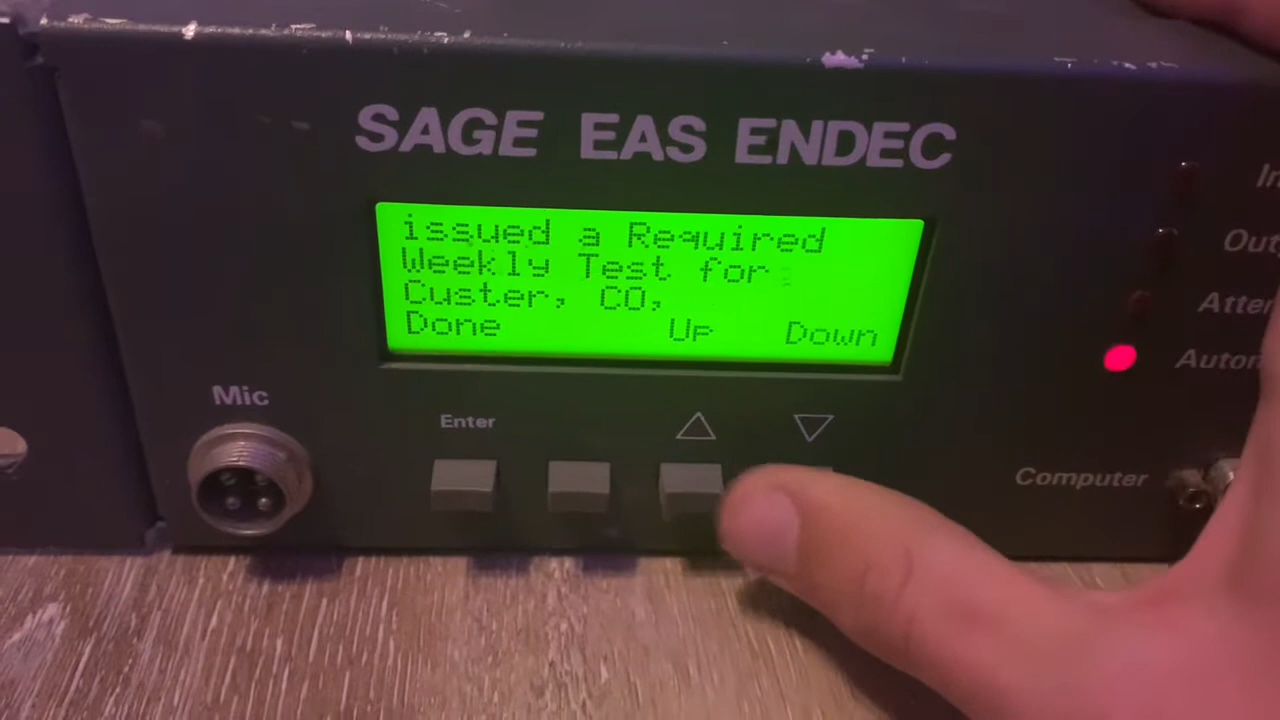 SAGE EAS ENDEC
issued a Required
Weekly Test for
Custer, CO,
Done Up Down
Mic
Enter
Computer